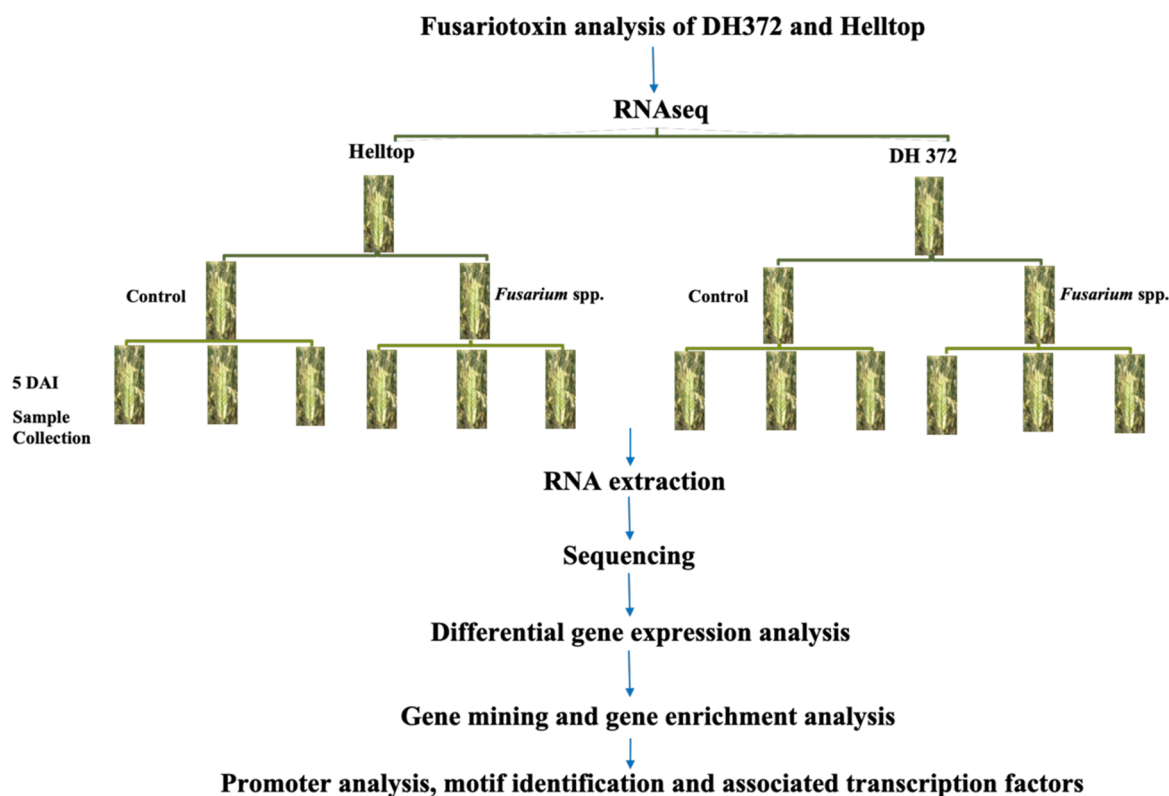 Fusariotoxin analysis of DH372 and Helltop
RNAseq
Helltop
DH 372
Control
Fusarium spp.
Control
Fusarium spp.
5 DAI
Sample
Collection
RNA extraction
Sequencing
Differential gene expression analysis
Gene mining and gene enrichment analysis
Promoter analysis, motif identification and associated transcription factors